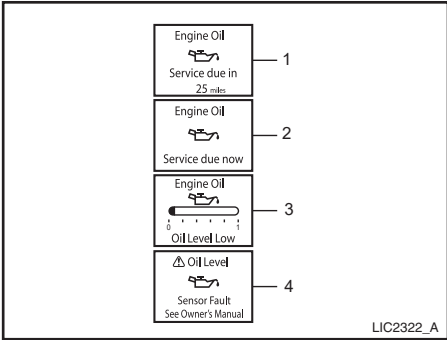 Engine Oil
Service due in
25 miles
1
Engine Oil
Service due now
2
Engine Oil
0 1
Oil Level Low
3
⚠ Oil Level
Sensor Fault
See Owner's Manual
4
LIC2322_A